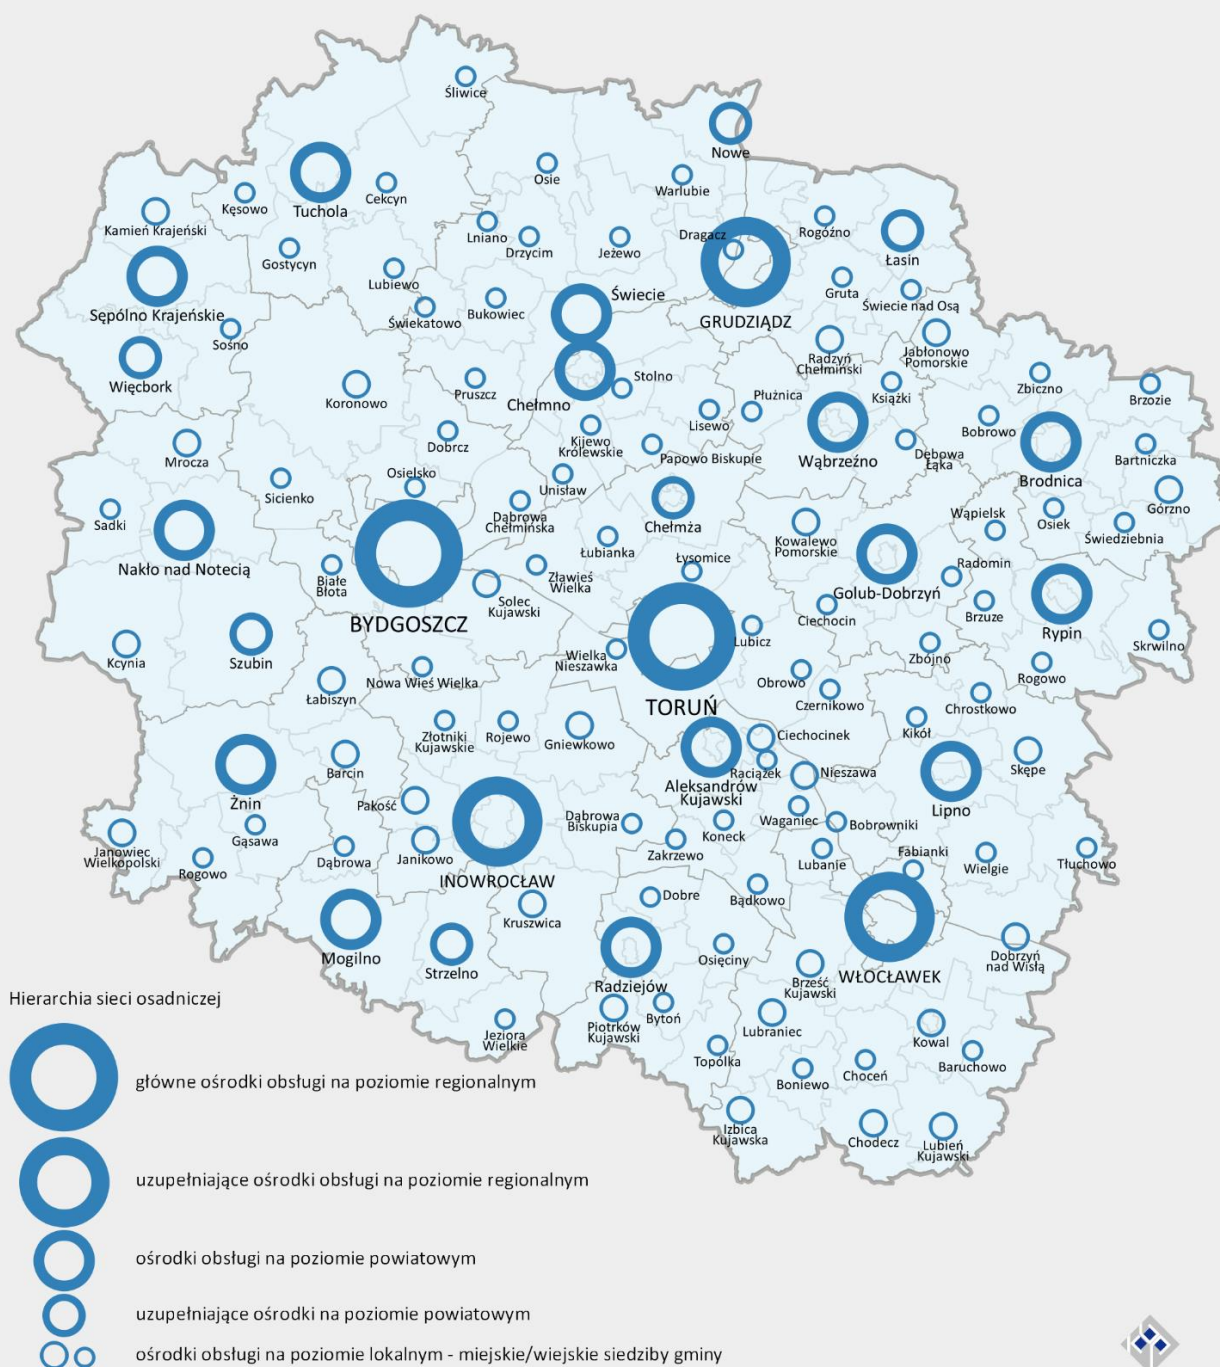 Śliwice
Nowe
Osie
Warlubie
Tuchola
Cekcyn
Kęsowo
Kamień Krajeński
Lniano
Drzycim
Jeżewo
Dragacz
Rogóźno
Łasin
Gostycyn
Lubiewo
Gruta
Świecie nad Osą
Sępólno Krajeńskie
Świekatowo
Bukowiec
Świecie
GRUDZIĄDZ
Sośno
Radzyń
Chełmiński
Jabłonowo
Pomorskie
Więcbork
Koronowo
Pruszcz
Chełmno
Stolno
Płużnica
Książki
Zbiczno
Brzozie
Lisewo
Bobrowo
Mrocza
Dobrcz
Kijewo
Królewskie
Papowo Biskupie
Wąbrzeźno
Dębowa
Łąka
Brodnica
Bartniczka
Sicienko
Osielsko
Unisław
Górzno
Sadki
Dąbrowa
Chełmińska
Chełmża
Wąpielsk
Osiek
Świedziebnia
Kowalewo
Pomorskie
Łubianka
Nakło nad Notecią
Białe
Błota
Zławieś
Wielka
Łysomice
Radomin
Golub-Dobrzyń
Solec
Kujawski
BYDGOSZCZ
Ciechocin
Brzuze
Rypin
Lubicz
Skrwilno
Kcynia
Szubin
Wielka
Nieszawka
Zbójno
Rogowo
Nowa Wieś Wielka
Łabiszyn
Obrowo
Czernikowo
Chrostkowo
TORUŃ
Złotniki
Kujawskie
Rojewo
Gniewkowo
Ciechocinek
Kikół
Skępe
Barcin
Raciążek
Nieszawa
Aleksandrów
Kujawski
Żnin
Pakość
Lipno
Gąsawa
Dąbrowa
Biskupia
Koneck
Waganiec
Bobrowniki
Janowiec
Wielkopolski
Rogowo
Dąbrowa
Janikowo
Zakrzewo
Lubanie
Fabianki
Wielgie
Tłuchowo
INOWROCŁAW
Kruszwica
Dobre
Bądkowo
Mogilno
Strzelno
Osięciny
Dobrzyń
nad Wisłą
Radziejów
Brześć
Kujawski
WŁOCŁAWEK
Jeziora
Wielkie
Piotrków
Kujawski
Bytoń
Lubraniec
Kowal
Topólka
Boniewo
Choceń
Baruchowo
Izbica
Kujawska
Chodecz
Lubień
Kujawski
Hierarchia sieci osadniczej
główne ośrodki obsługi na poziomie regionalnym
uzupełniające ośrodki obsługi na poziomie regionalnym
ośrodki obsługi na poziomie powiatowym
uzupełniające ośrodki na poziomie powiatowym
ośrodki obsługi na poziomie lokalnym - miejskie/wiejskie siedziby gminy